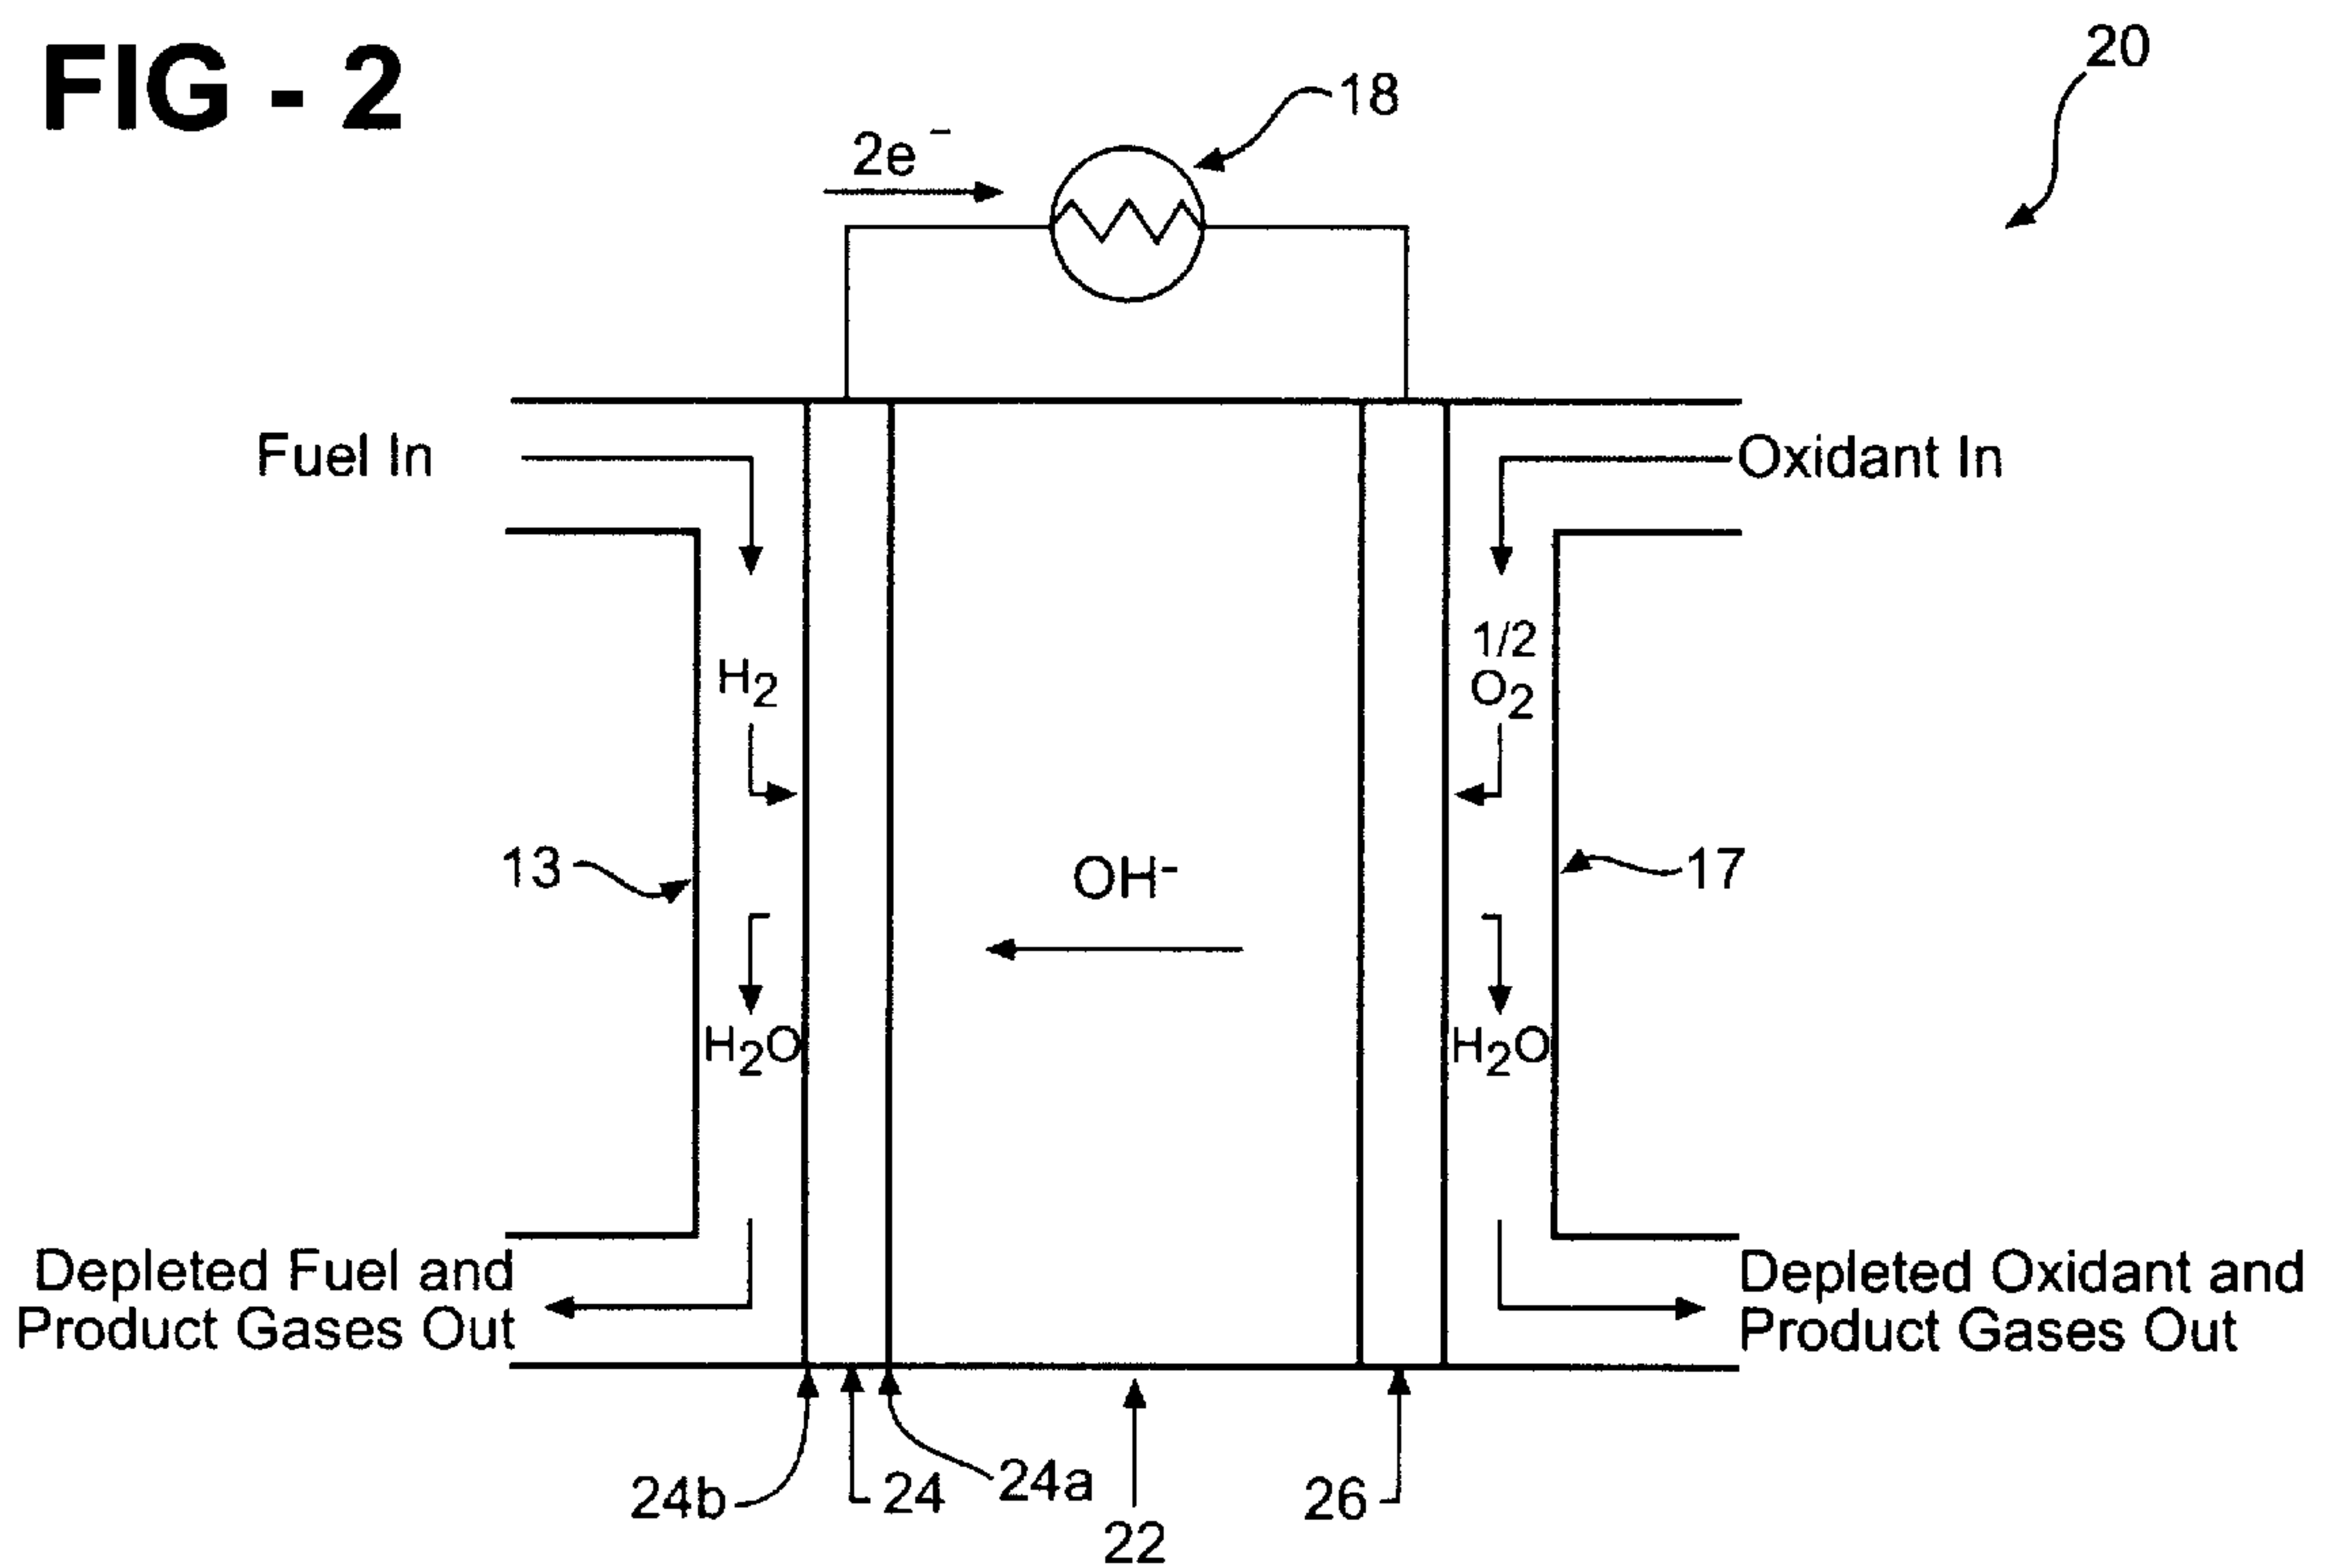 FIG - 2
20
18
2e⁻
Fuel In
Oxidant In
1/2
H₂
O₂
13
OH⁻
17
H₂O
H₂O
Depleted Fuel and
Product Gases Out
Depleted Oxidant and
Product Gases Out
24b
24
24a
22
26